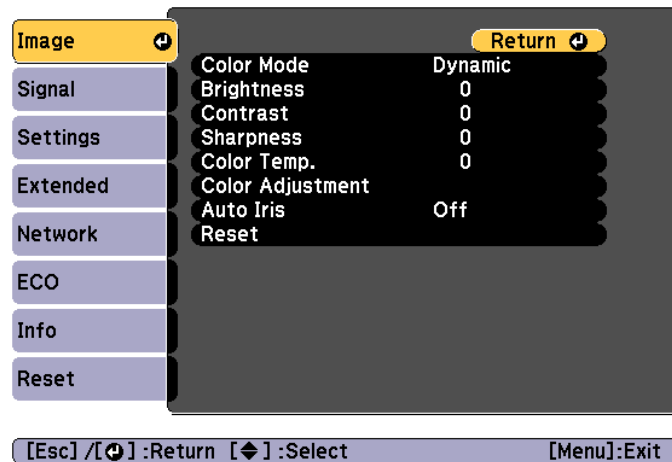 Image
Signal
Settings
Extended
Network
ECO
Info
Reset
Return
Color Mode Dynamic
Brightness 0
Contrast 0
Sharpness 0
Color Temp. 0
Color Adjustment
Auto Iris Off
Reset
[Esc] /[ ] :Return [ ] :Select [Menu]:Exit